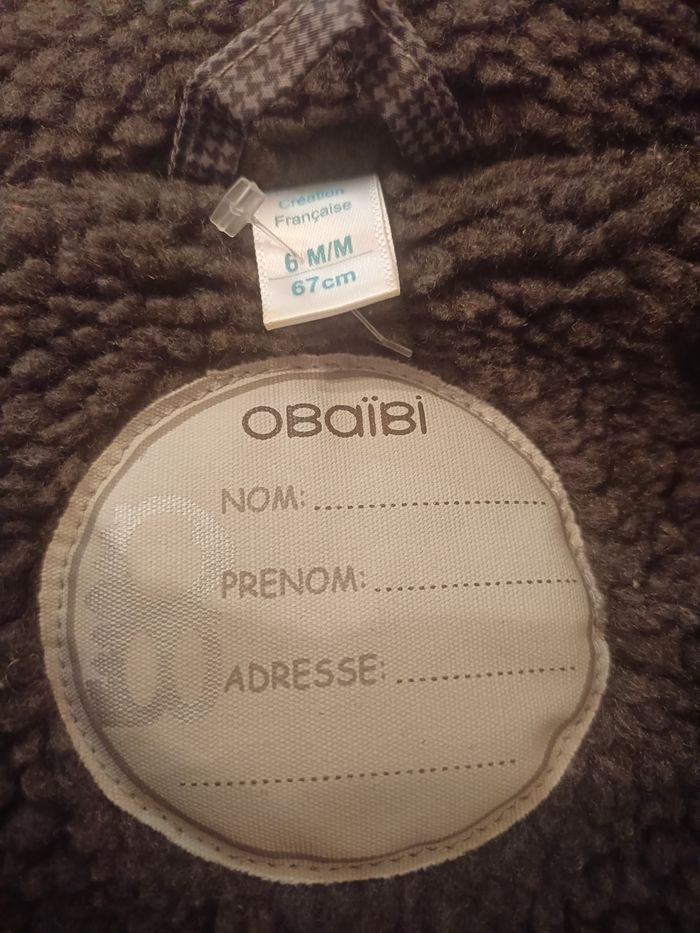 Création
Française
6 M/M
67cm
OBaïBi
NOM:
PRENOM:
ADRESSE: